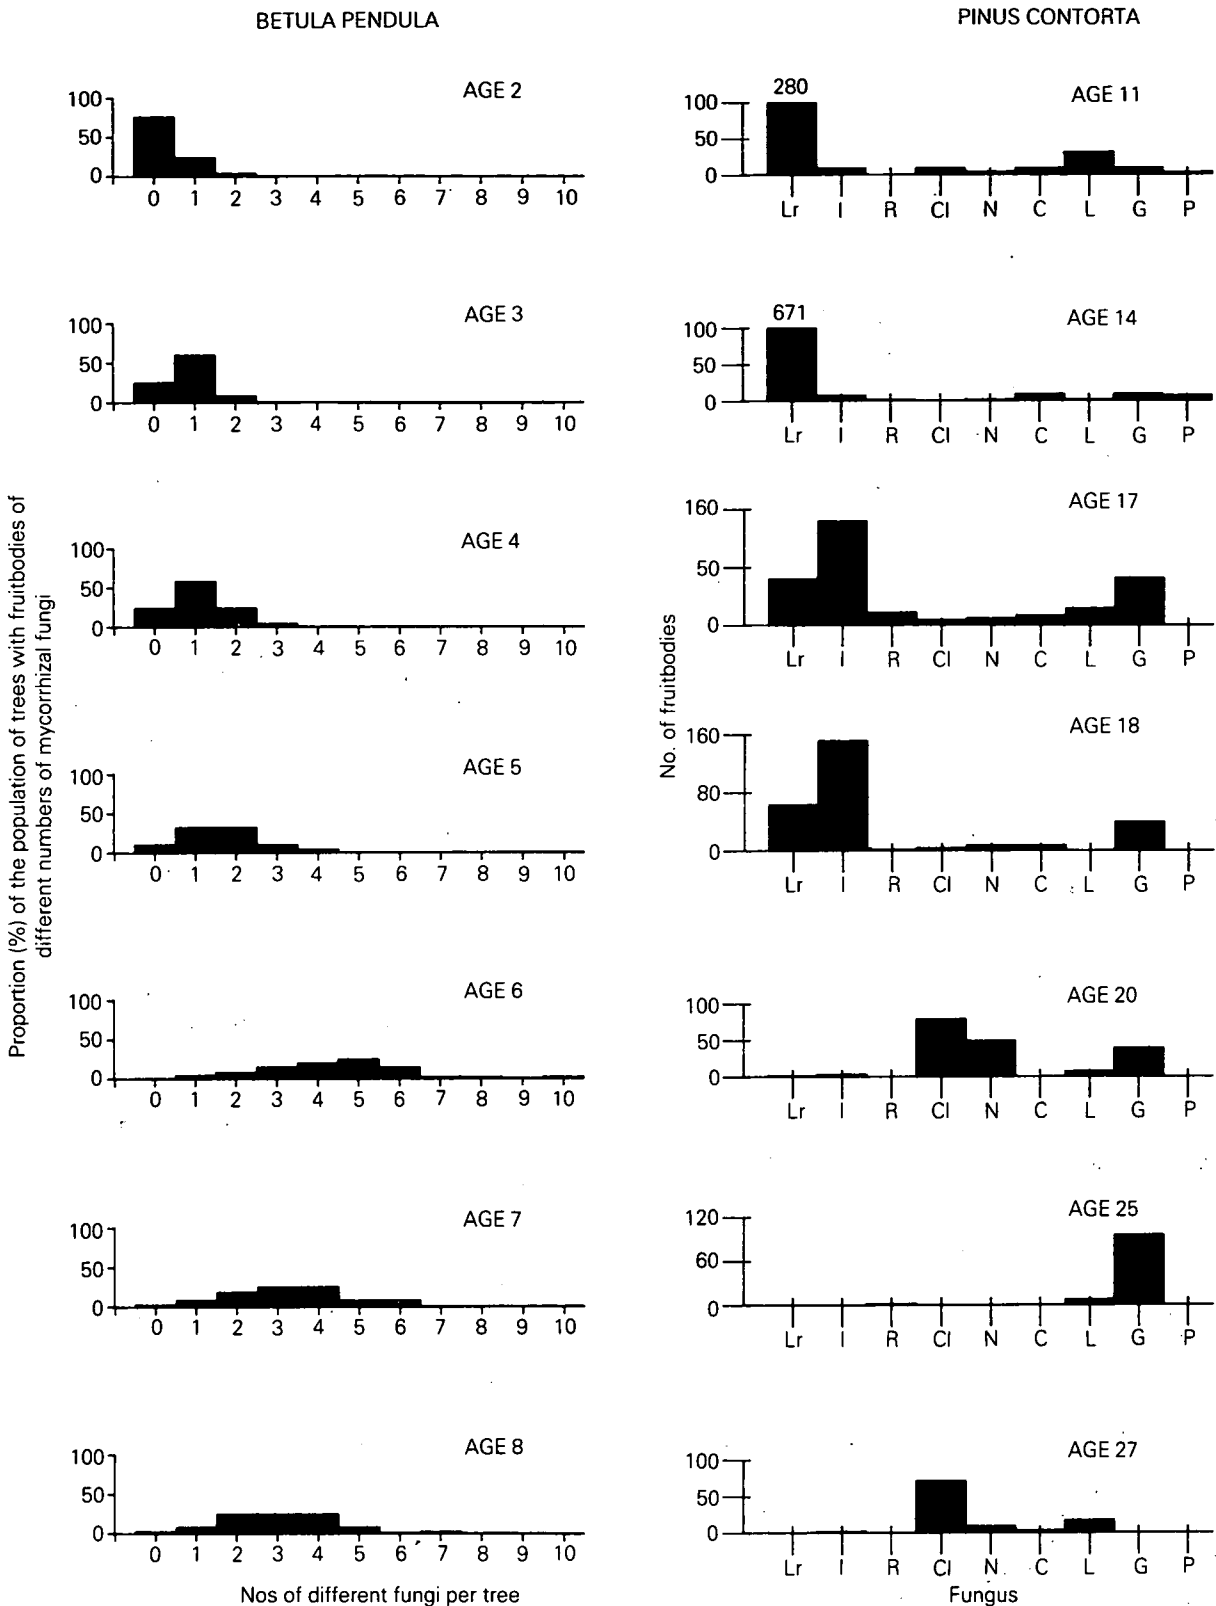 BETULA PENDULA
AGE 2
100
50
0
0 1 2 3 4 5 6 7 8 9 10
AGE 3
100
50
0
0 1 2 3 4 5 6 7 8 9 10
AGE 4
100
50
0
0 1 2 3 4 5 6 7 8 9 10
AGE 5
100
50
0
0 1 2 3 4 5 6 7 8 9 10
AGE 6
100
50
0
0 1 2 3 4 5 6 7 8 9 10
AGE 7
100
50
0
0 1 2 3 4 5 6 7 8 9 10
AGE 8
100
50
0
0 1 2 3 4 5 6 7 8 9 10
Proportion (%) of the population of trees with fruitbodies of
different numbers of mycorrhizal fungi
Nos of different fungi per tree
PINUS CONTORTA
280
AGE 11
100
50
0
Lr I R Cl N C L G P
671
AGE 14
100
50
0
Lr I R Cl N C L G P
AGE 17
160
50
0
Lr I R Cl N C L G P
AGE 18
160
80
0
Lr I R Cl N C L G P
AGE 20
100
50
0
Lr I R Cl N C L G P
AGE 25
120
60
0
Lr I R Cl N C L G P
AGE 27
100
50
0
Lr I R Cl N C L G P
No. of fruitbodies
Fungus